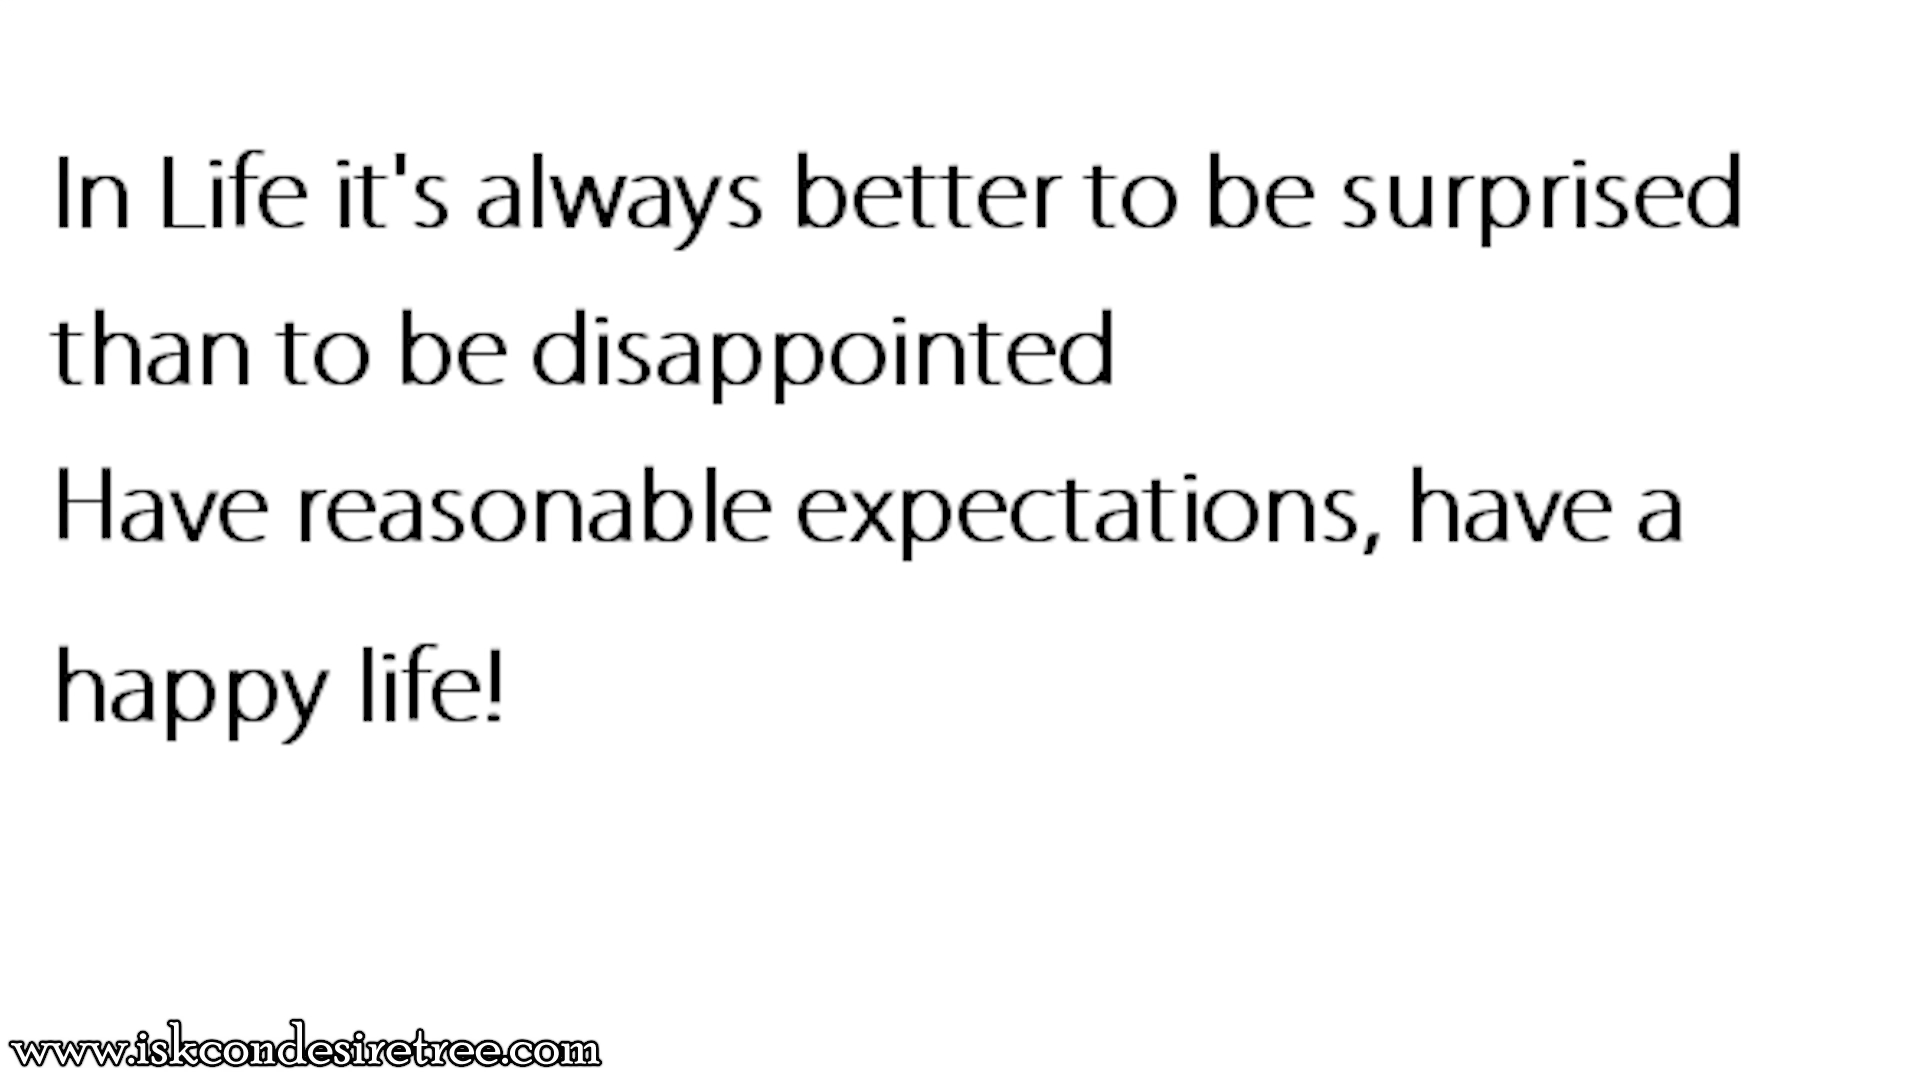 In Life it's always better to be surprised
than to be disappointed
Have reasonable expectations, have a
happy life!
www.iskcondesiretree.com